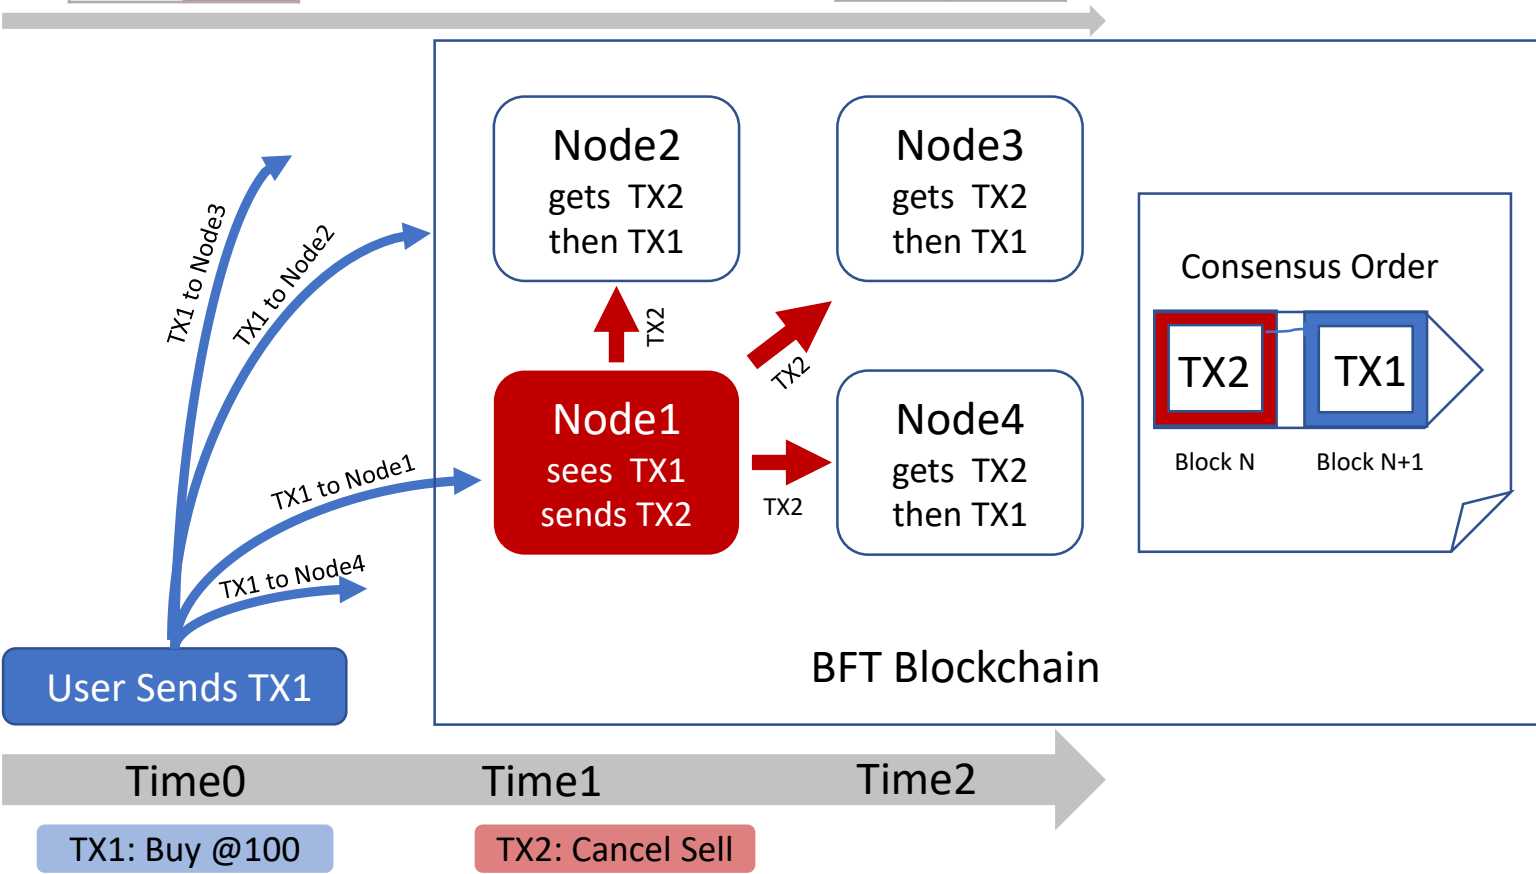 Node2
gets TX2
then TX1
Node3
gets TX2
then TX1
TX1 to Node3
TX1 to Node2
Consensus Order
TX2
TX2
TX2
TX1
Node1
sees TX1
sends TX2
TX2
Node4
gets TX2
then TX1
Block N
Block N+1
TX1 to Node1
TX1 to Node4
User Sends TX1
BFT Blockchain
Time0
Time1
Time2
TX1: Buy @100
TX2: Cancel Sell